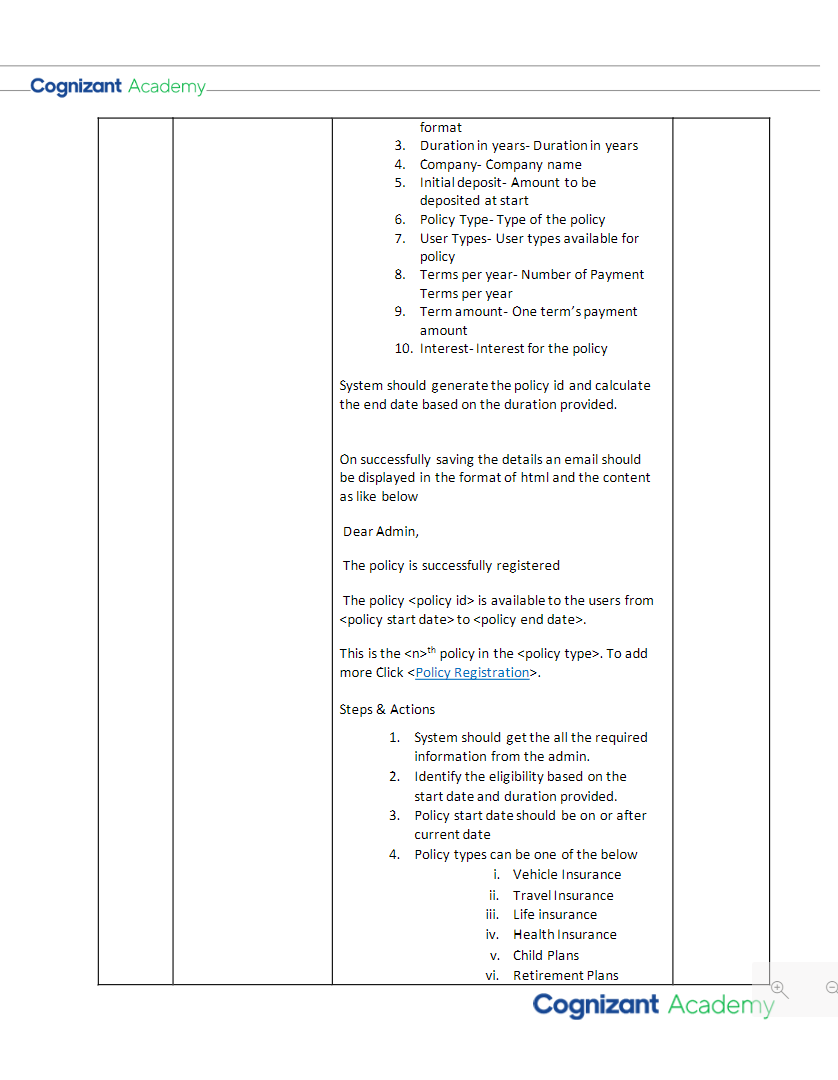 Cognizant Academy
format
3. Duration in years- Duration in years
4. Company- Company name
5. Initial deposit- Amount to be
deposited at start
6. Policy Type- Type of the policy
7. User Types- User types available for
policy
8. Terms per year- Number of Payment
Terms per year
9. Term amount- One term's payment
amount
10. Interest- Interest for the policy
System should generate the policy id and calculate
the end date based on the duration provided.
On successfully saving the details an email should
be displayed in the format of html and the content
as like below
Dear Admin,
The policy is successfully registered
The policy <policy id> is available to the users from
<policy start date> to <policy end date>.
This is the <n>th policy in the <policy type>. To add
more Click <Policy Registration>.
Steps & Actions
1. System should get the all the required
information from the admin.
2. Identify the eligibility based on the
start date and duration provided.
3. Policy start date should be on or after
current date
4. Policy types can be one of the below
i. Vehicle Insurance
ii. Travel Insurance
iii. Life insurance
iv. Health Insurance
v. Child Plans
vi. Retirement Plans
Cognizant Academy